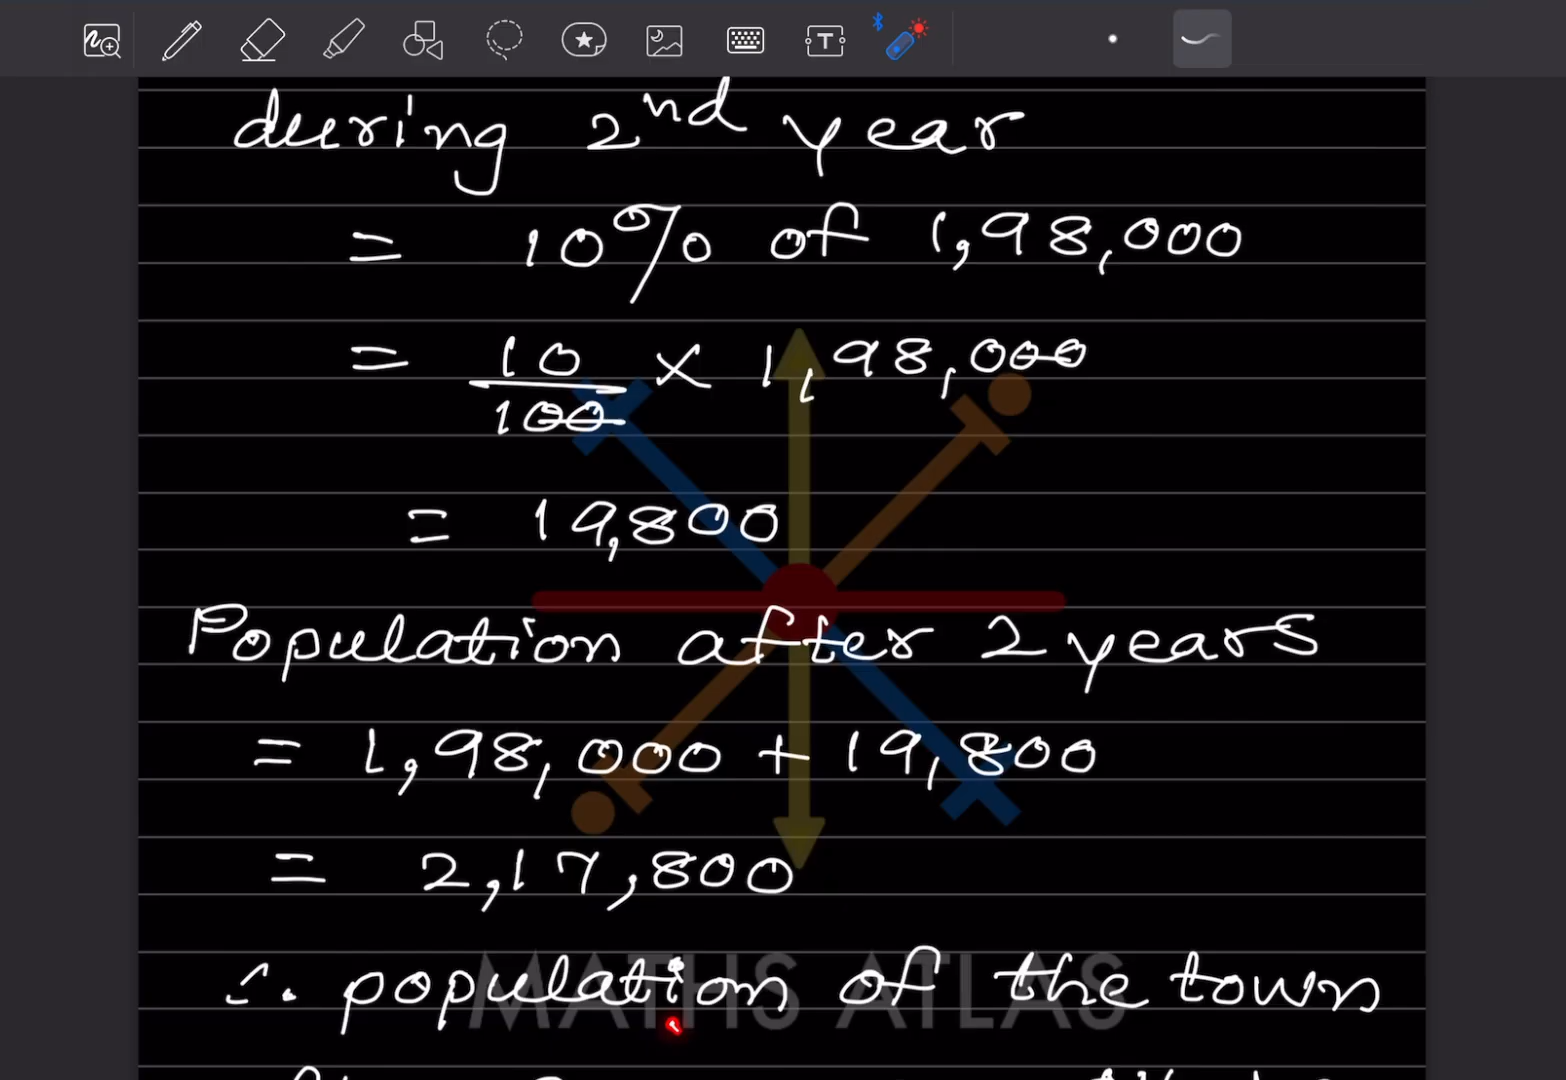 during 2nd year
= 10% of 1,98,000
= 10/100 × 1,98,000
= 19,800
Population after 2 years
= 1,98,000 + 19,800
= 2,17,800
∴ population of the town
MATHS ATLAS